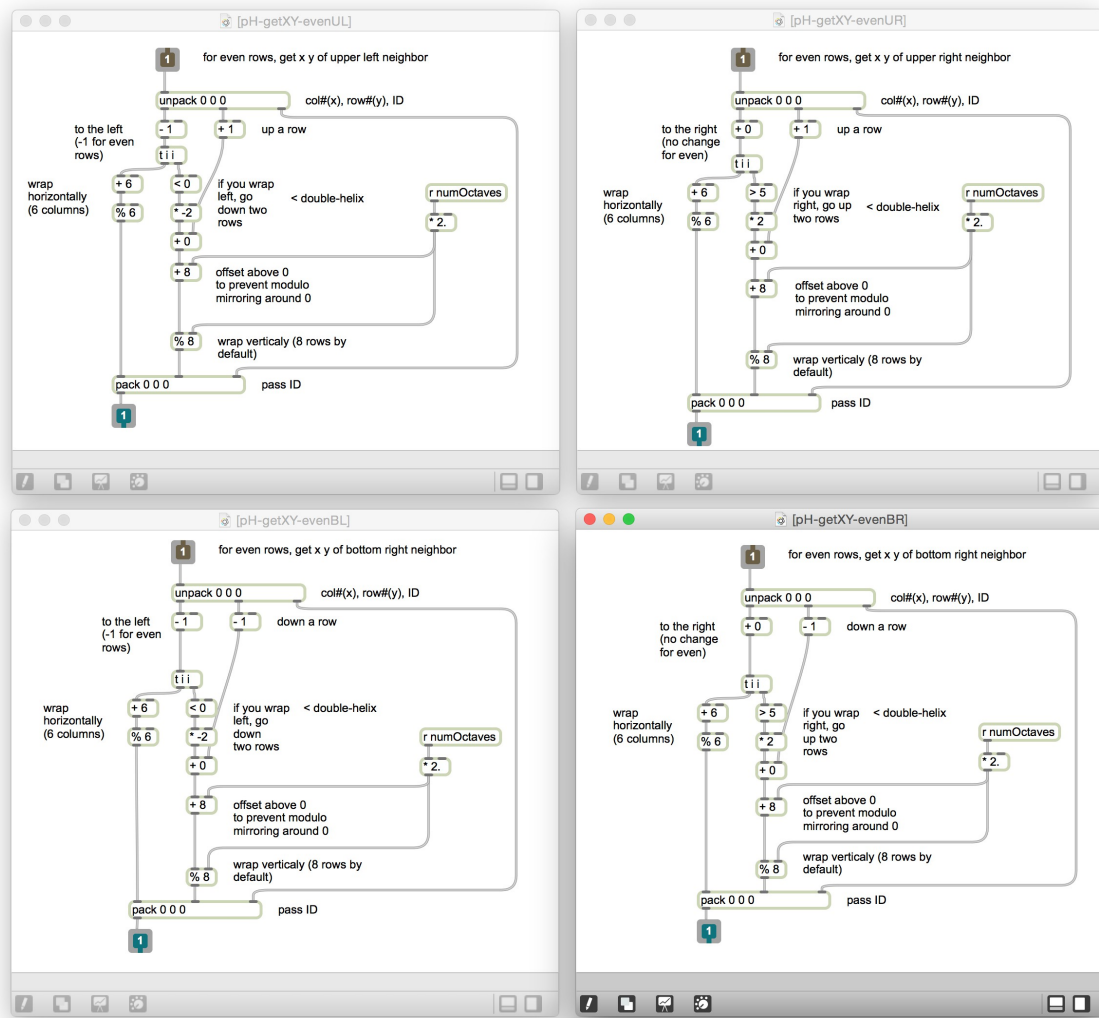 [pH-getXY-evenUL]
1
for even rows, get x y of upper left neighbor
unpack 0 0 0
col#(x), row#(y), ID
to the left
(-1 for even
rows)
- 1
+ 1
up a row
t i i
wrap
horizontally
(6 columns)
+ 6
< 0
if you wrap
left, go
down two
rows
< double-helix
r numOctaves
% 6
* -2
* 2.
+ 0
+ 8
offset above 0
to prevent modulo
mirroring around 0
% 8
wrap verticaly (8 rows by
default)
pack 0 0 0
pass ID
1
[pH-getXY-evenUR]
1
for even rows, get x y of upper right neighbor
unpack 0 0 0
col#(x), row#(y), ID
to the right
(no change
for even)
+ 0
+ 1
up a row
t i i
wrap
horizontally
(6 columns)
+ 6
> 5
if you wrap
right, go up
two rows
< double-helix
r numOctaves
% 6
* 2
* 2.
+ 0
+ 8
offset above 0
to prevent modulo
mirroring around 0
% 8
wrap verticaly (8 rows by
default)
pack 0 0 0
pass ID
1
[pH-getXY-evenBL]
1
for even rows, get x y of bottom right neighbor
unpack 0 0 0
col#(x), row#(y), ID
to the left
(-1 for even
rows)
- 1
- 1
down a row
t i i
wrap
horizontally
(6 columns)
+ 6
< 0
if you wrap
left, go
down
two rows
< double-helix
r numOctaves
% 6
* -2
* 2.
+ 0
+ 8
offset above 0
to prevent modulo
mirroring around 0
% 8
wrap verticaly (8 rows by
default)
pack 0 0 0
pass ID
1
[pH-getXY-evenBR]
1
for even rows, get x y of bottom right neighbor
unpack 0 0 0
col#(x), row#(y), ID
to the right
(no change
for even)
+ 0
- 1
down a row
t i i
wrap
horizontally
(6 columns)
+ 6
> 5
if you wrap
right, go
up two
rows
< double-helix
r numOctaves
% 6
* 2
* 2.
+ 0
+ 8
offset above 0
to prevent modulo
mirroring around 0
% 8
wrap verticaly (8 rows by
default)
pack 0 0 0
pass ID
1